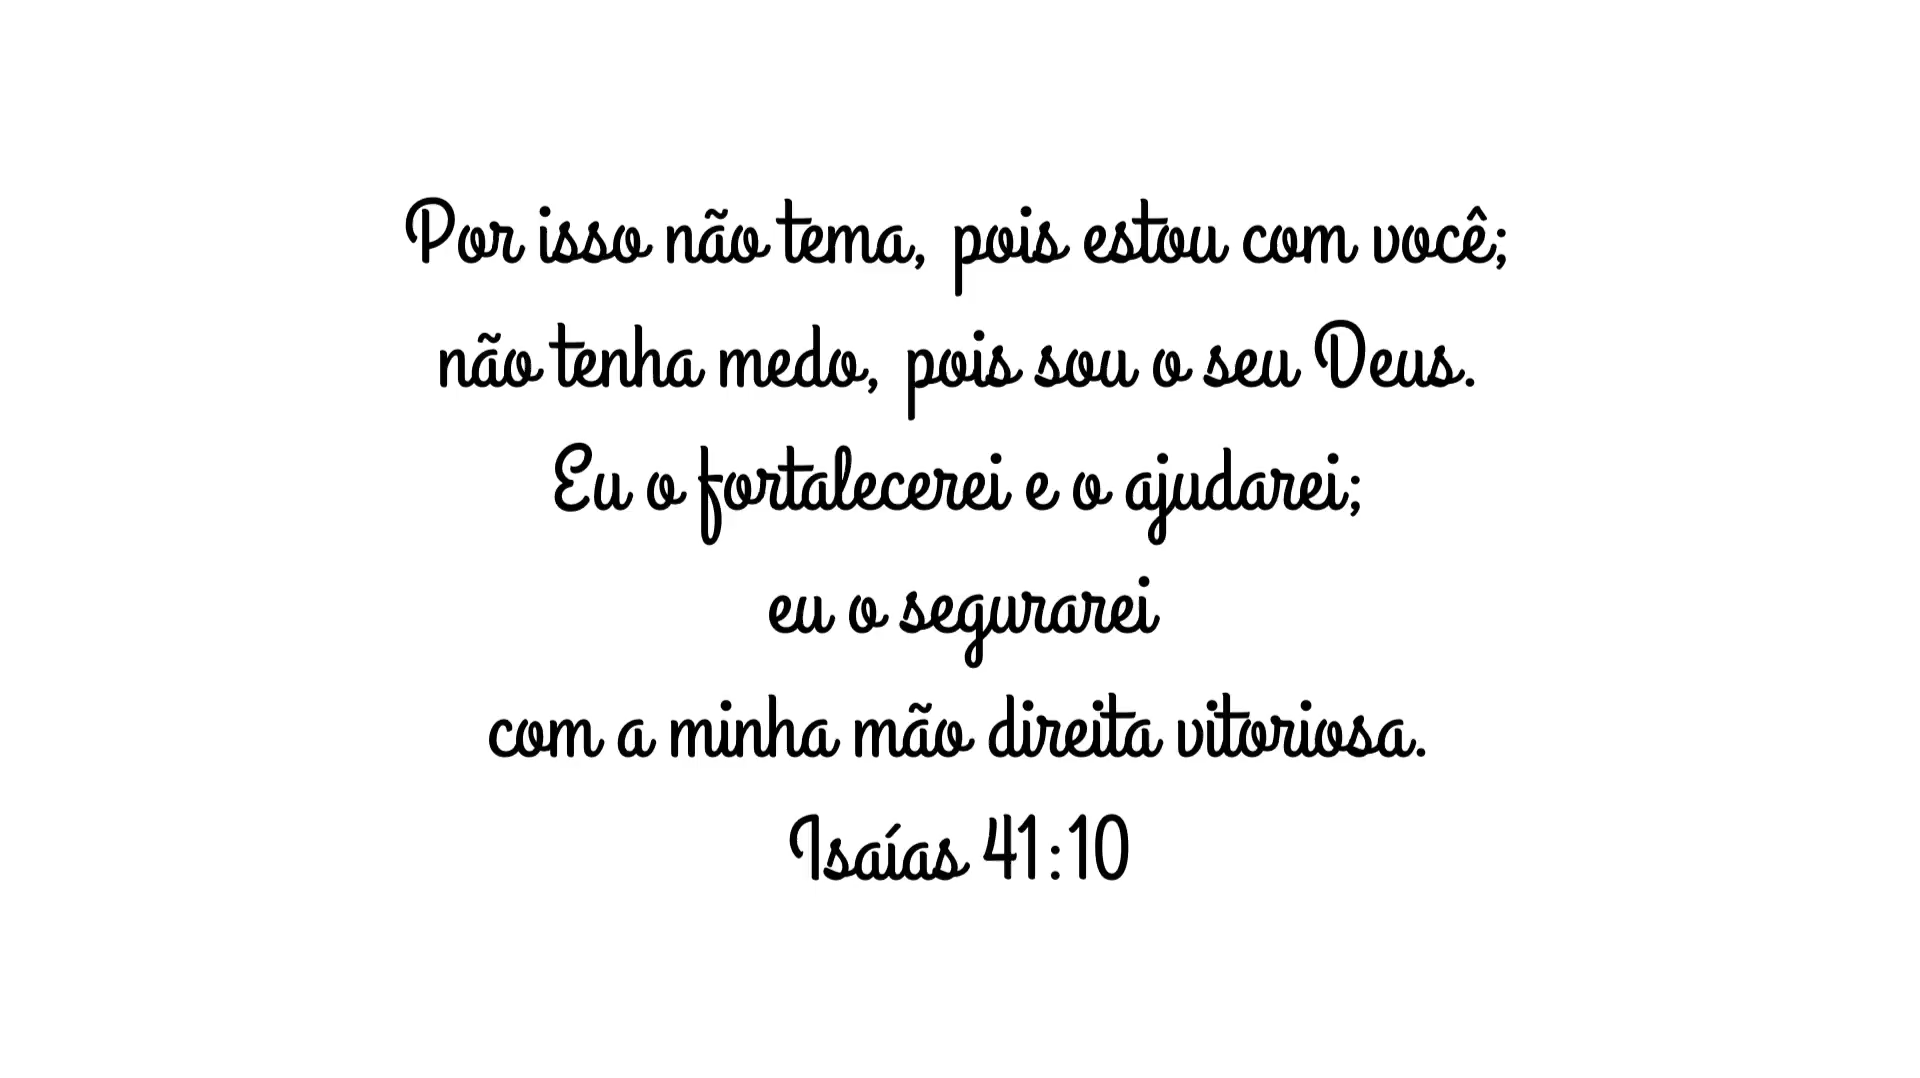 Por isso não tema, pois estou com você;
não tenha medo, pois sou o seu Deus.
Eu o fortalecerei e o ajudarei;
eu o segurarei
com a minha mão direita vitoriosa.
Isaías 41:10